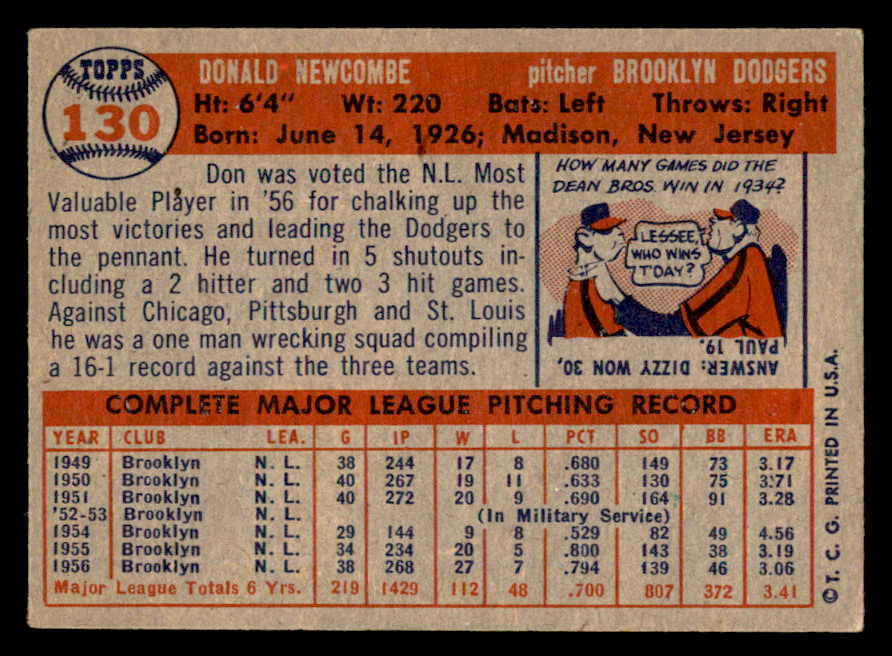 TOPPS
130
DONALD NEWCOMBE pitcher BROOKLYN DODGERS
Ht: 6'4" Wt: 220 Bats: Left Throws: Right
Born: June 14, 1926; Madison, New Jersey
Don was voted the N.L. Most
Valuable Player in '56 for chalking up the
most victories and leading the Dodgers to
the pennant. He turned in 5 shutouts in-
cluding a 2 hitter and two 3 hit games.
Against Chicago, Pittsburgh and St. Louis
he was a one man wrecking squad compiling
a 16-1 record against the three teams.
HOW MANY GAMES DID THE
DEAN BROS. WIN IN 1934?
LESSEE,
WHO WINS
T'DAY?
ANSWER: DIZZY WON 30,
PAUL 19.
COMPLETE MAJOR LEAGUE PITCHING RECORD
YEAR CLUB LEA. G IP W L PCT SO BB ERA
1949 Brooklyn N. L. 38 244 17 8 .680 149 73 3.17
1950 Brooklyn N. L. 40 267 19 11 .633 130 75 3.71
1951 Brooklyn N. L. 40 272 20 9 .690 164 91 3.28
'52-53 Brooklyn N. L. (In Military Service)
1954 Brooklyn N. L. 29 144 9 8 .529 82 49 4.56
1955 Brooklyn N. L. 34 234 20 5 .800 143 38 3.19
1956 Brooklyn N. L. 38 268 27 7 .794 139 46 3.06
Major League Totals 6 Yrs. 219 1429 112 48 .700 807 372 3.41
©T. C. G. PRINTED IN U.S.A.